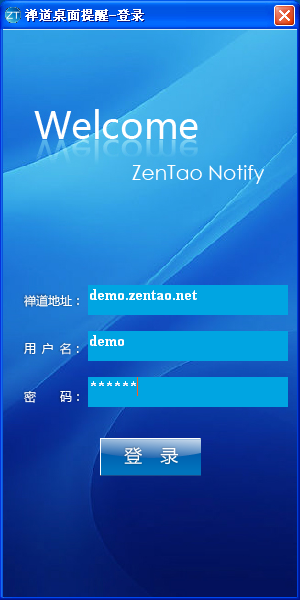 ZT 禅道桌面提醒-登录
Welcome
ZenTao Notify
禅道地址：demo.zentao.net
用 户 名：demo
密 码：******
登 录